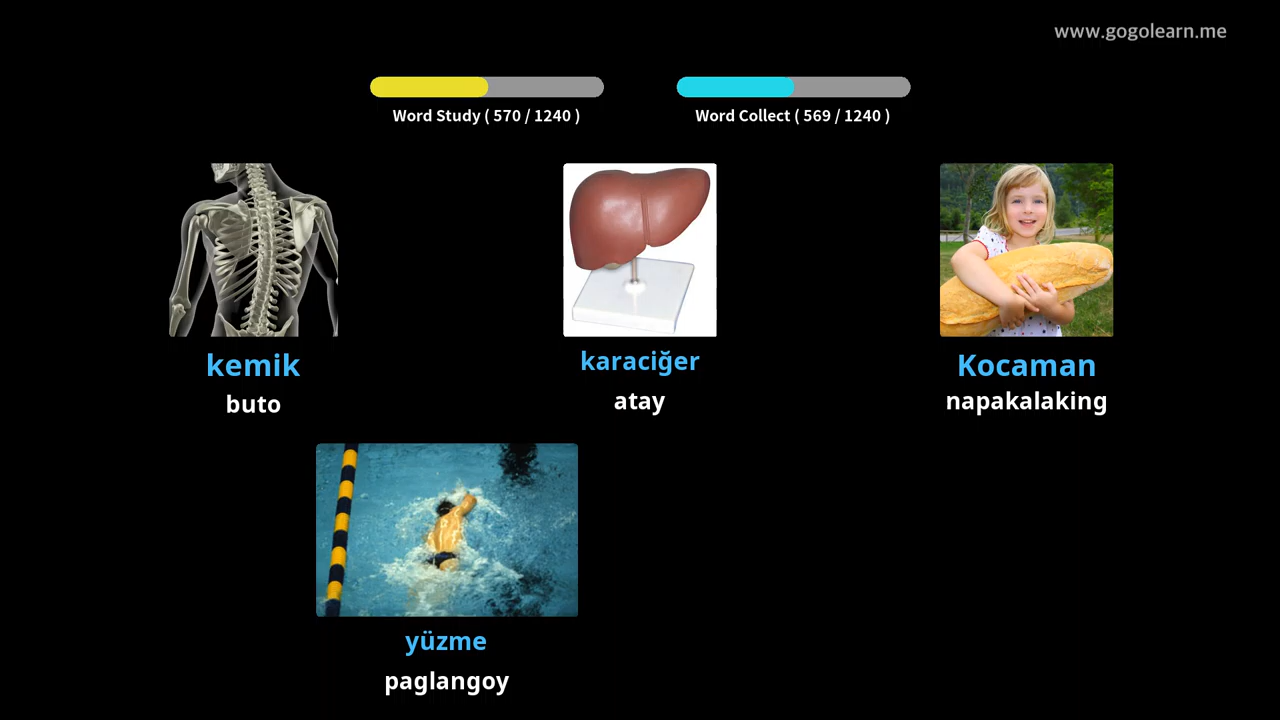 www.gogolearn.me
Word Study ( 570 / 1240 )
Word Collect ( 569 / 1240 )
kemik
buto
karaciğer
atay
Kocaman
napakalaking
yüzme
paglangoy